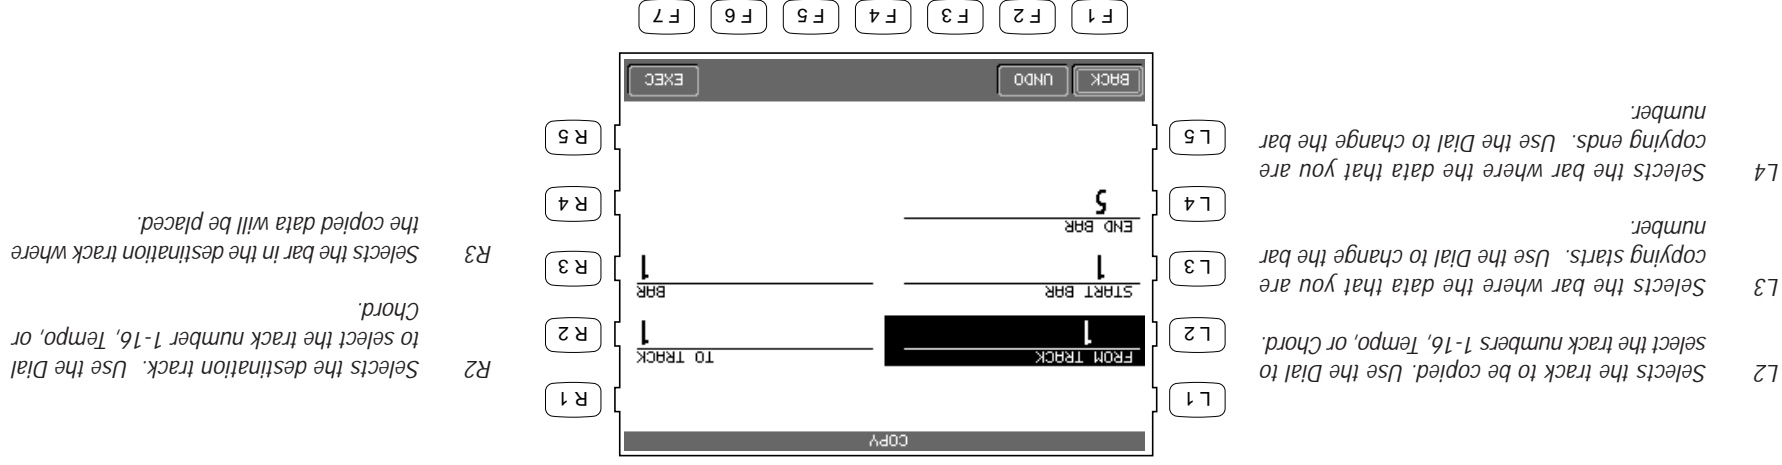 COPY
L1
R1
L2 Selects the track to be copied. Use the Dial to
select the track numbers 1-16, Tempo, or Chord.
L2
FROM TRACK
1
TO TRACK
1
R2
R2 Selects the destination track. Use the Dial
to select the track number 1-16, Tempo, or
Chord.
L3 Selects the bar where the data that you are
copying starts. Use the Dial to change the bar
number.
L3
START BAR
1
BAR
1
R3
R3 Selects the bar in the destination track where
the copied data will be placed.
L4 Selects the bar where the data that you are
copying ends. Use the Dial to change the bar
number.
L4
END BAR
5
R4
L5
R5
BACK
UNDO
EXEC
F1
F2
F3
F4
F5
F6
F7